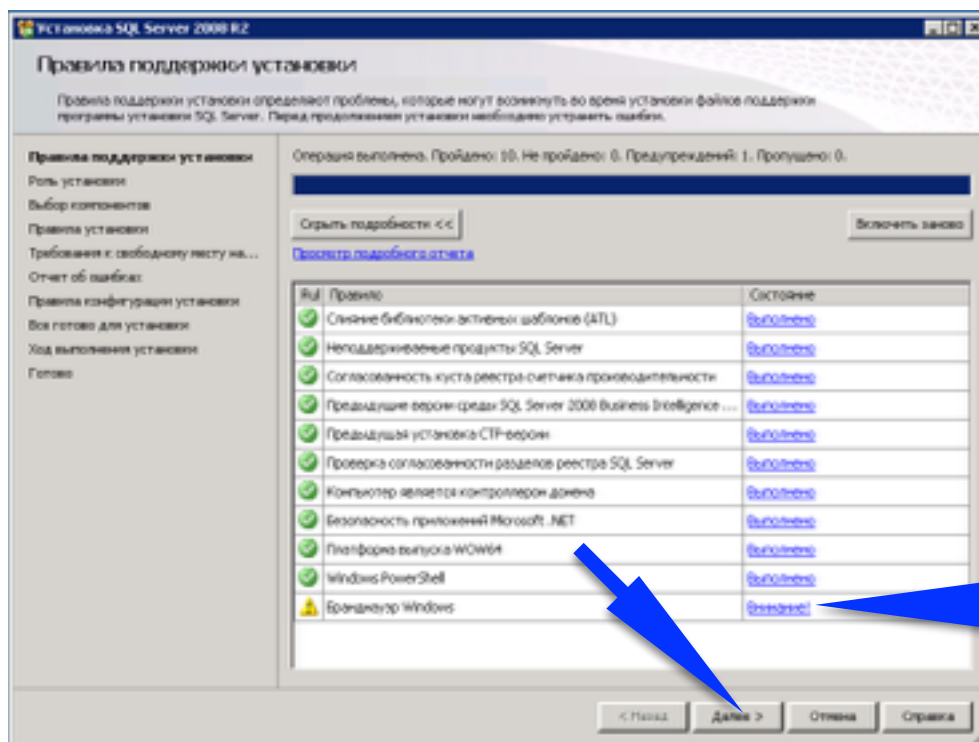 Установка SQL Server 2008 R2
Правила поддержки установки
Правила поддержки установки определяют проблемы, которые могут возникнуть во время установки файлов поддержки
программы установки SQL Server. Перед продолжением установки необходимо устранить ошибки.
Правила поддержки установки
Роль установки
Выбор компонентов
Правила установки
Требования к свободному месту на...
Отчет об ошибках
Правила конфигурации установки
Все готово для установки
Ход выполнения установки
Готово
Операция выполнена. Пройдено: 10. Не пройдено: 0. Предупреждений: 1. Пропущено: 0.
Скрыть подробности <<
Включить заново
Просмотр подробного отчета
Rul Правило Состояние
Слияние библиотеки активных шаблонов (ATL) Выполнено
Неподдерживаемые продукты SQL Server Выполнено
Согласованность куста реестра счетчика производительности Выполнено
Предыдущие версии среды SQL Server 2008 Business Intelligence ... Выполнено
Предыдущая установка CTP-версии Выполнено
Проверка согласованности разделов реестра SQL Server Выполнено
Компьютер является контроллером домена Выполнено
Безопасность приложений Microsoft .NET Выполнено
Платформа выпуска WOW64 Выполнено
Windows PowerShell Выполнено
Брандмауэр Windows Внимание!
< Назад
Далее >
Отмена
Справка